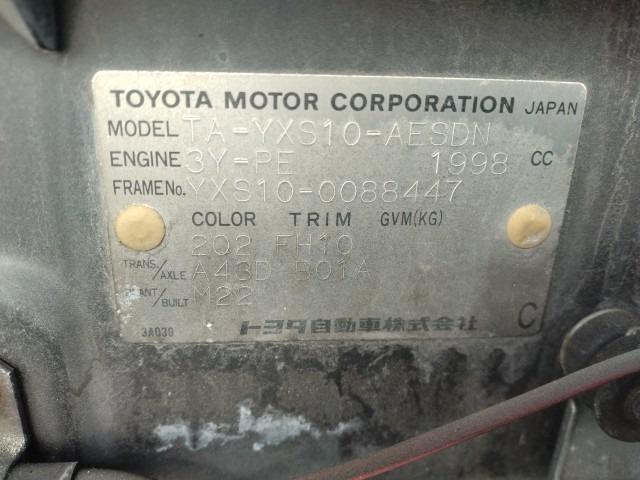 TOYOTA MOTOR CORPORATION JAPAN
MODEL TA-YXS10-AESDN
ENGINE 3Y-PE 1998 CC
FRAME No. YXS10-0088447
COLOR TRIM GVM(KG)
202 FH10
TRANS./AXLE A43D B01A
PLANT/BUILT M22
3A030 トヨタ自動車株式会社 C